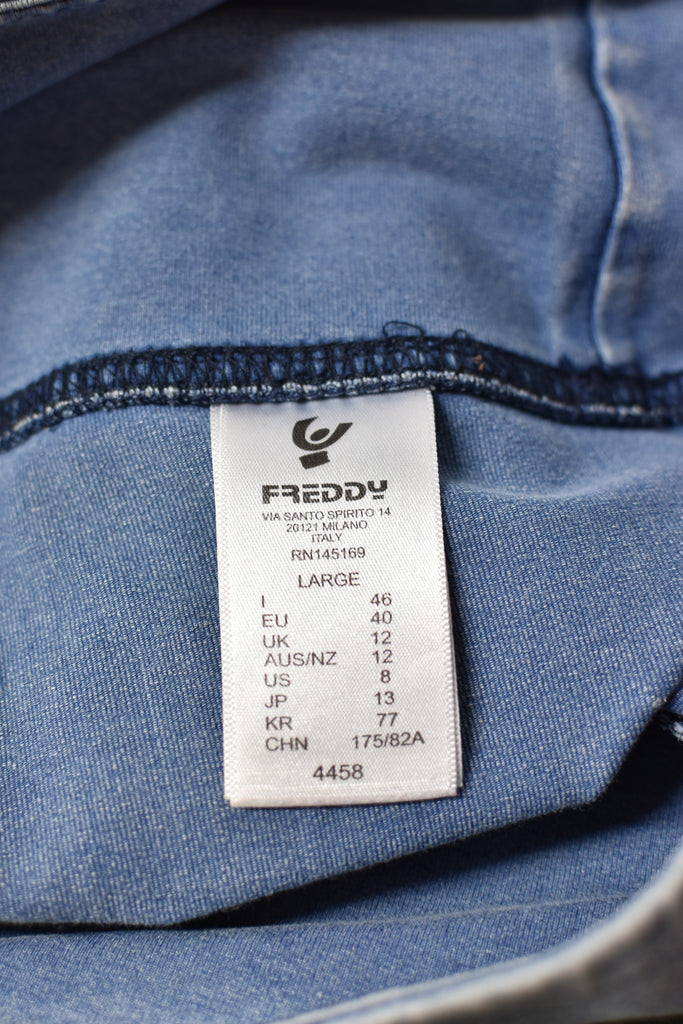 FREDDY
VIA SANTO SPIRITO 14
20121 MILANO
ITALY
RN145169
LARGE
I 46
EU 40
UK 12
AUS/NZ 12
US 8
JP 13
KR 77
CHN 175/82A
4458